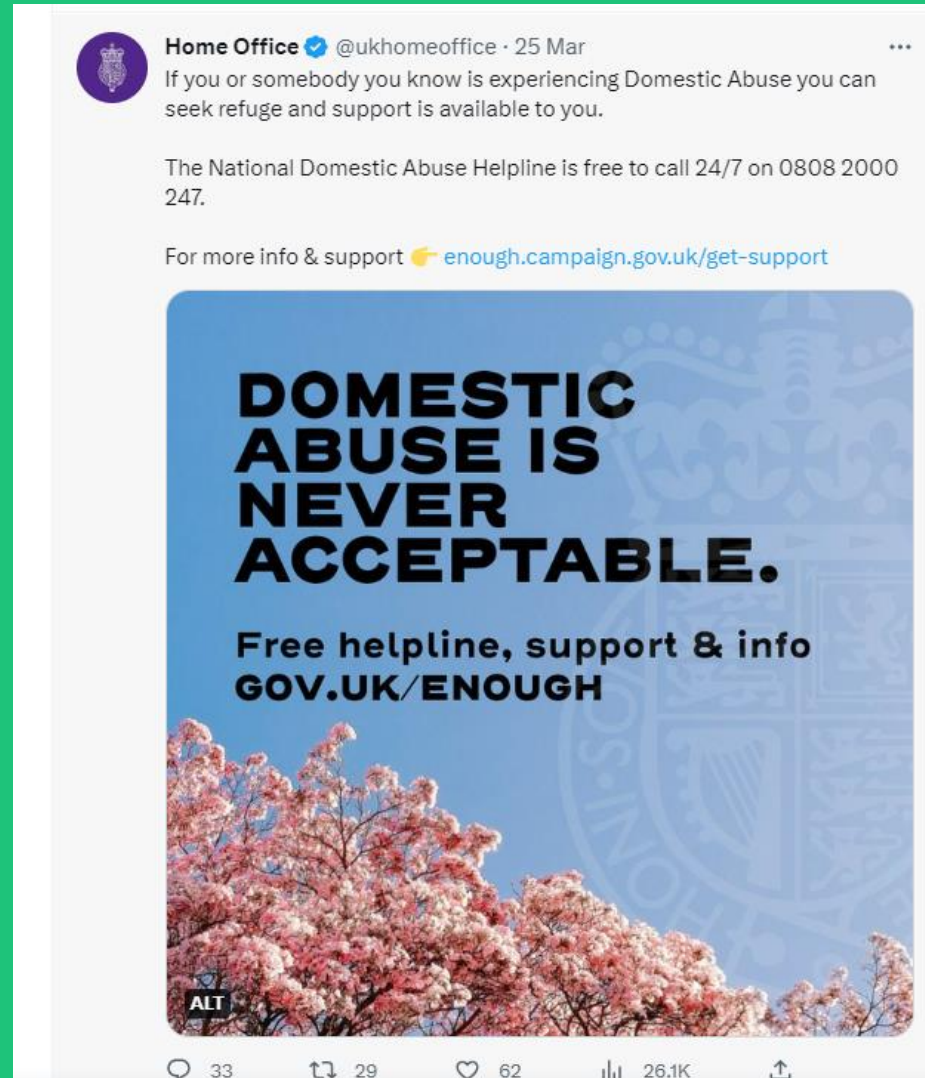 Home Office @ukhomeoffice · 25 Mar
If you or somebody you know is experiencing Domestic Abuse you can
seek refuge and support is available to you.
The National Domestic Abuse Helpline is free to call 24/7 on 0808 2000
247.
For more info & support 👉 enough.campaign.gov.uk/get-support
DOMESTIC
ABUSE IS
NEVER
ACCEPTABLE.
Free helpline, support & info
GOV.UK/ENOUGH
ALT
33 29 62 26.1K